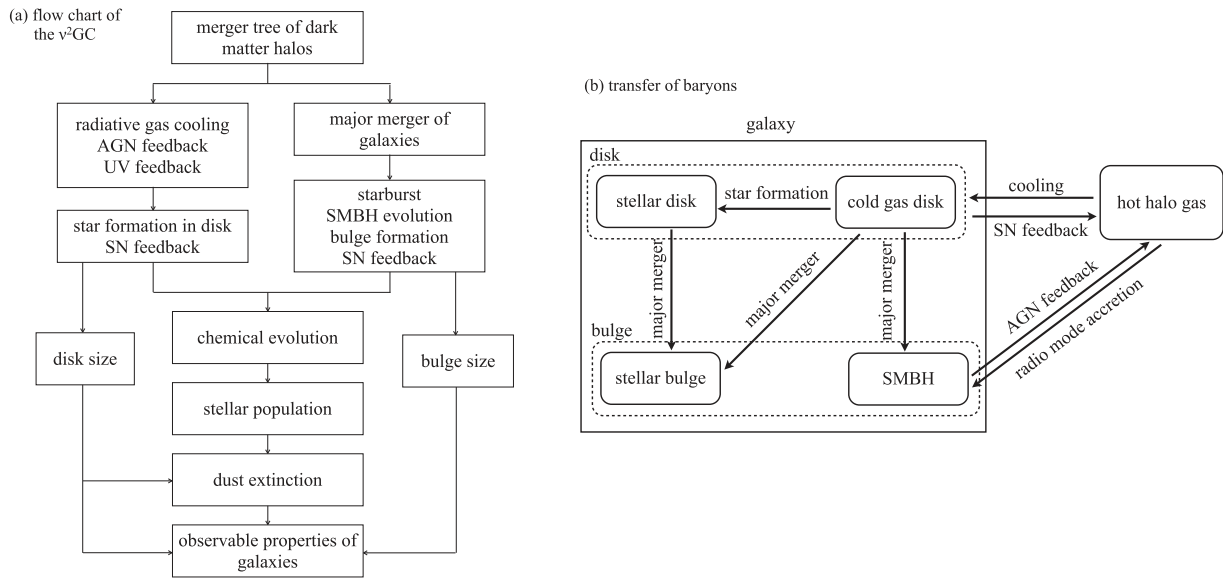 (a) flow chart of
the ν²GC
merger tree of dark
matter halos
radiative gas cooling
AGN feedback
UV feedback
major merger of
galaxies
starburst
SMBH evolution
bulge formation
SN feedback
star formation in disk
SN feedback
chemical evolution
disk size
bulge size
stellar population
dust extinction
observable properties of
galaxies
(b) transfer of baryons
galaxy
disk
stellar disk
star formation
cold gas disk
cooling
SN feedback
hot halo gas
major merger
major merger
major merger
AGN feedback
radio mode accretion
bulge
stellar bulge
SMBH